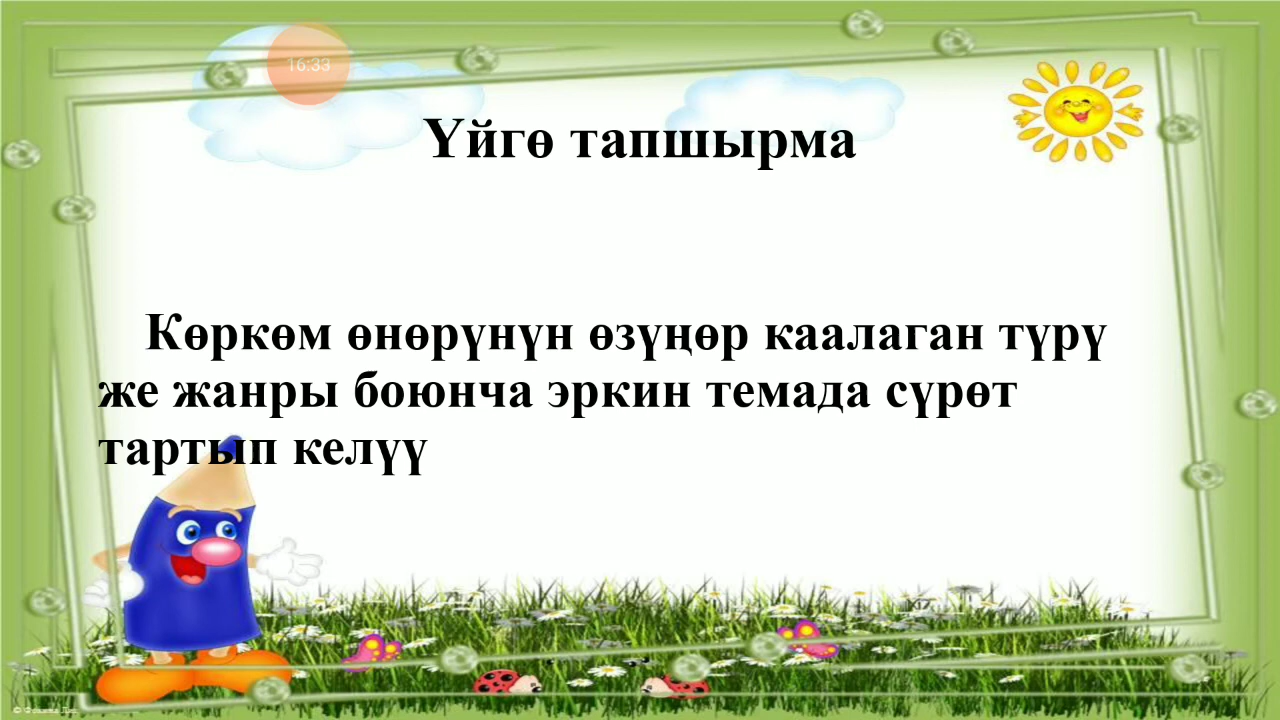 16:33
Үйгө тапшырма
Көркөм өнөрүнүн өзүңөр каалаган түрү
же жанры боюнча эркин темада сүрөт
тартып келүү